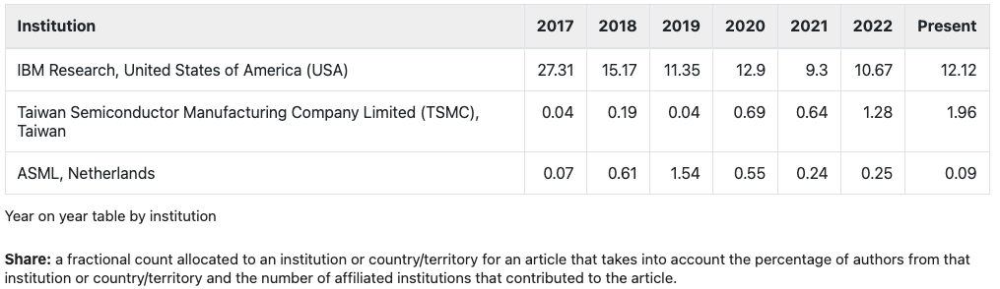 Institution 2017 2018 2019 2020 2021 2022 Present
IBM Research, United States of America (USA) 27.31 15.17 11.35 12.9 9.3 10.67 12.12
Taiwan Semiconductor Manufacturing Company Limited (TSMC), 0.04 0.19 0.04 0.69 0.64 1.28 1.96
Taiwan
ASML, Netherlands 0.07 0.61 1.54 0.55 0.24 0.25 0.09
Year on year table by institution
Share: a fractional count allocated to an institution or country/territory for an article that takes into account the percentage of authors from that
institution or country/territory and the number of affiliated institutions that contributed to the article.